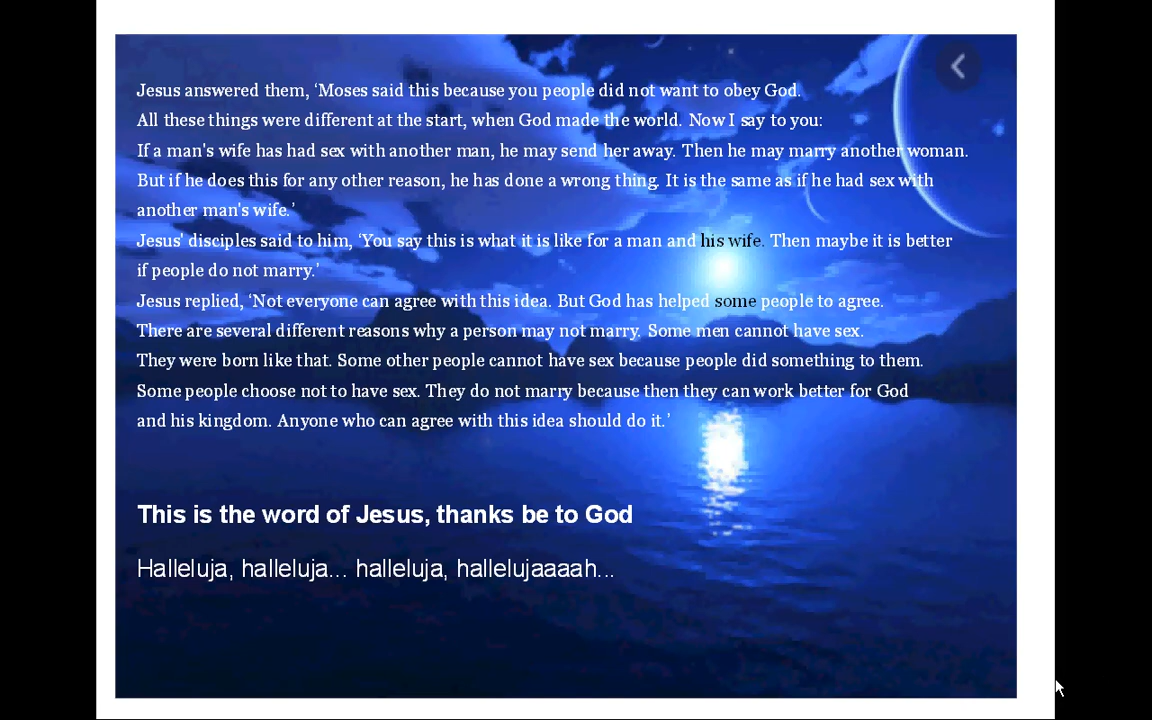 Jesus answered them, ‘Moses said this because you people did not want to obey God.
All these things were different at the start, when God made the world. Now I say to you:
If a man's wife has had sex with another man, he may send her away. Then he may marry another woman.
But if he does this for any other reason, he has done a wrong thing. It is the same as if he had sex with
another man's wife.’
Jesus' disciples said to him, ‘You say this is what it is like for a man and his wife. Then maybe it is better
if people do not marry.’
Jesus replied, ‘Not everyone can agree with this idea. But God has helped some people to agree.
There are several different reasons why a person may not marry. Some men cannot have sex.
They were born like that. Some other people cannot have sex because people did something to them.
Some people choose not to have sex. They do not marry because then they can work better for God
and his kingdom. Anyone who can agree with this idea should do it.’
This is the word of Jesus, thanks be to God
Halleluja, halleluja... halleluja, hallelujaaaah...